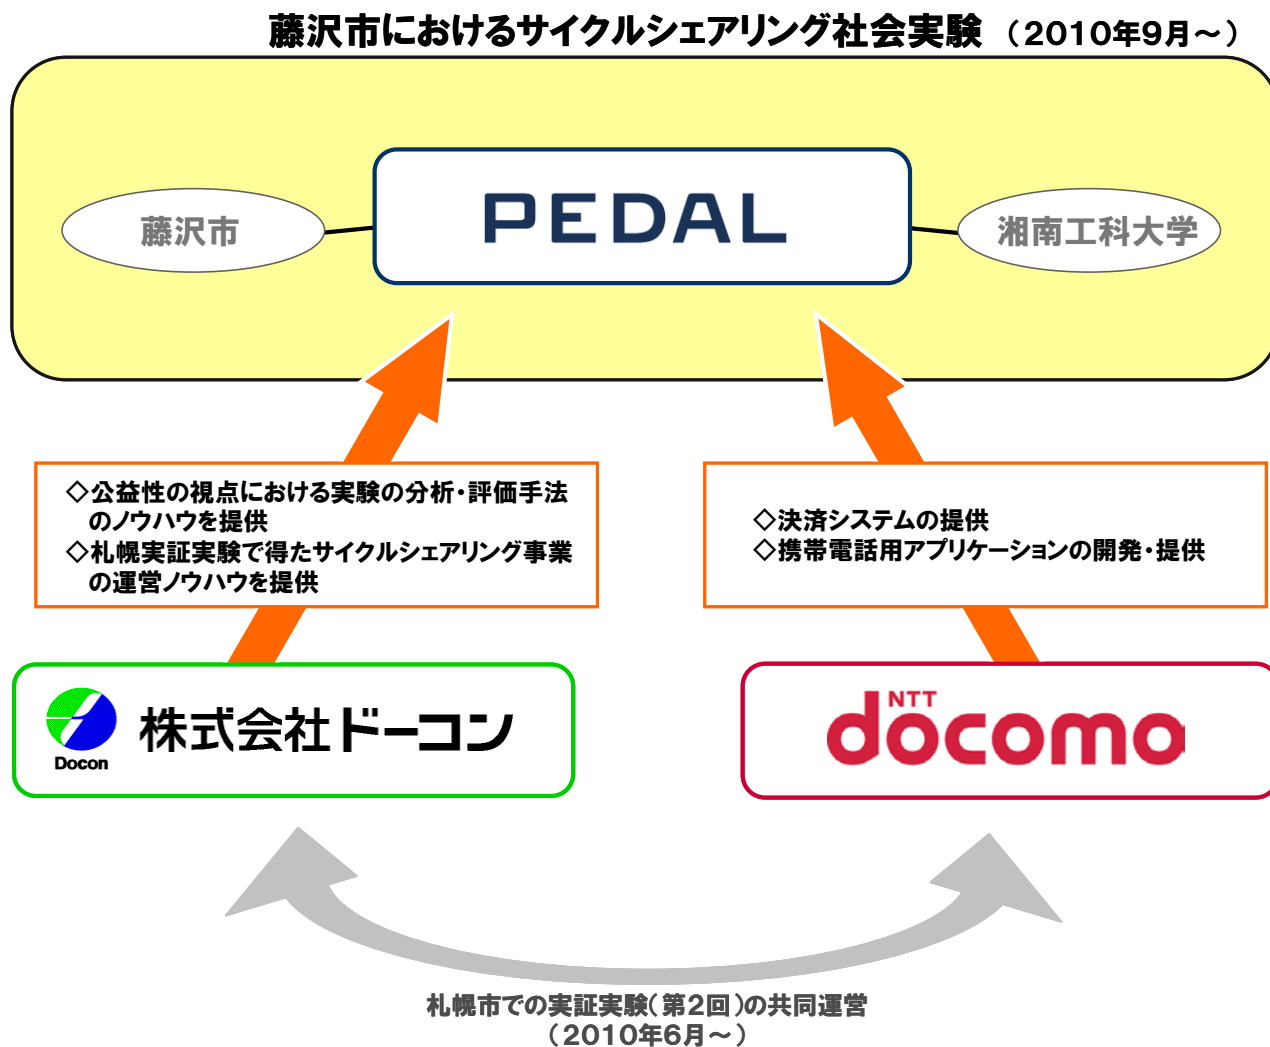 藤沢市におけるサイクルシェアリング社会実験 (2010年9月～)
藤沢市
PEDAL
湘南工科大学
◇公益性の視点における実験の分析・評価手法
のノウハウを提供
◇札幌実証実験で得たサイクルシェアリング事業
の運営ノウハウを提供
◇決済システムの提供
◇携帯電話用アプリケーションの開発・提供
Docon
株式会社ドーコン
NTT
docomo
札幌市での実証実験(第2回)の共同運営
(2010年6月～)